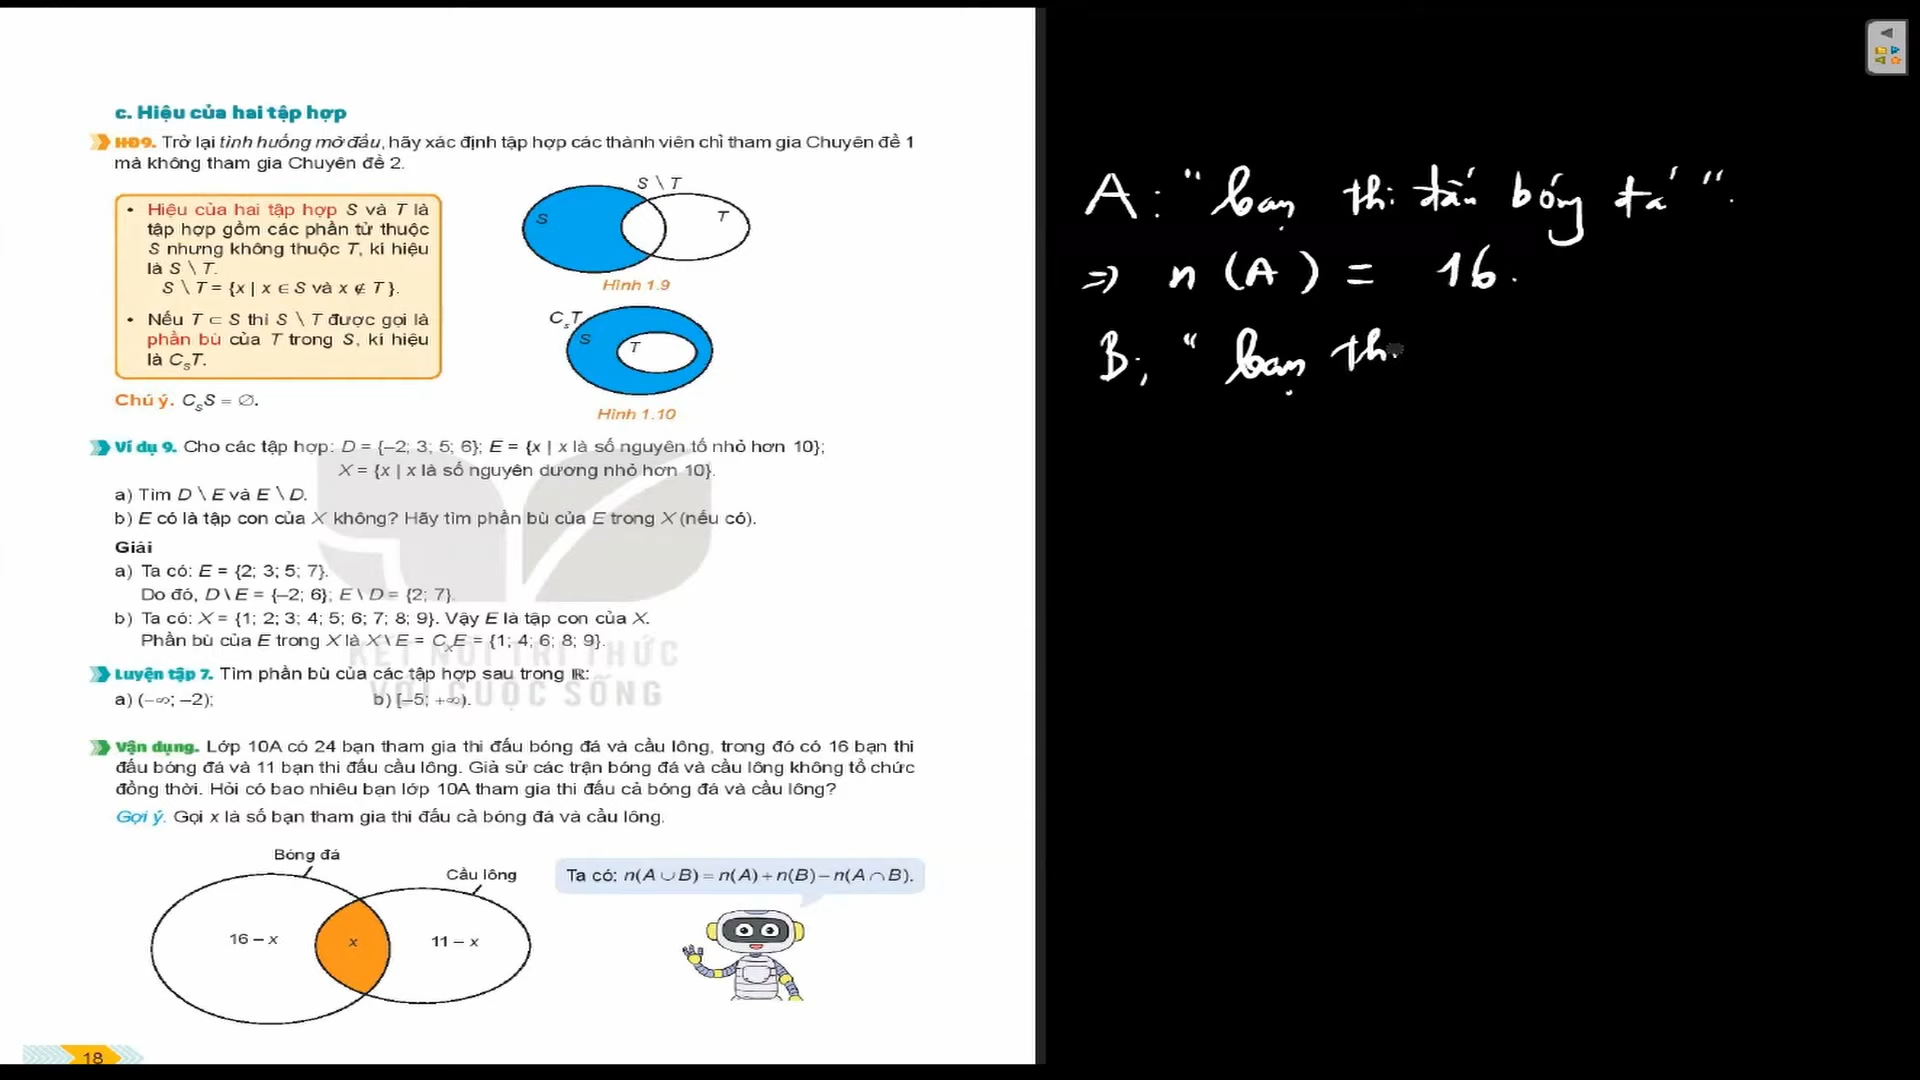 c. Hiệu của hai tập hợp
HĐ9. Trở lại tình huống mở đầu, hãy xác định tập hợp các thành viên chỉ tham gia Chuyên đề 1
mà không tham gia Chuyên đề 2.
• Hiệu của hai tập hợp S và T là
tập hợp gồm các phần tử thuộc
S nhưng không thuộc T, kí hiệu
là S \ T.
S \ T = {x | x ∈ S và x ∉ T}.
• Nếu T ⊂ S thì S \ T được gọi là
phần bù của T trong S, kí hiệu
là CₛT.
S \ T
S
T
Hình 1.9
CₛT
S
T
Hình 1.10
Chú ý. CₛS = ∅.
Ví dụ 9. Cho các tập hợp: D = {–2; 3; 5; 6}; E = {x | x là số nguyên tố nhỏ hơn 10};
X = {x | x là số nguyên dương nhỏ hơn 10}.
a) Tìm D \ E và E \ D.
b) E có là tập con của X không? Hãy tìm phần bù của E trong X (nếu có).
Giải
a) Ta có: E = {2; 3; 5; 7}.
Do đó, D \ E = {–2; 6}; E \ D = {2; 7}.
b) Ta có: X = {1; 2; 3; 4; 5; 6; 7; 8; 9}. Vậy E là tập con của X.
Phần bù của E trong X là X \ E = CₓE = {1; 4; 6; 8; 9}.
KẾT NỐI TRI THỨC
VỚI CUỘC SỐNG
Luyện tập 7. Tìm phần bù của các tập hợp sau trong ℝ:
a) (–∞; –2); b) [–5; +∞).
Vận dụng. Lớp 10A có 24 bạn tham gia thi đấu bóng đá và cầu lông, trong đó có 16 bạn thi
đấu bóng đá và 11 bạn thi đấu cầu lông. Giả sử các trận bóng đá và cầu lông không tổ chức
đồng thời. Hỏi có bao nhiêu bạn lớp 10A tham gia thi đấu cả bóng đá và cầu lông?
Gợi ý. Gọi x là số bạn tham gia thi đấu cả bóng đá và cầu lông.
Bóng đá
Cầu lông
16 – x
x
11 – x
Ta có: n(A ∪ B) = n(A) + n(B) – n(A ∩ B).
18
A : " bạn thi đấu bóng đá " .
=> n (A) = 16 .
B ; " bạn thi